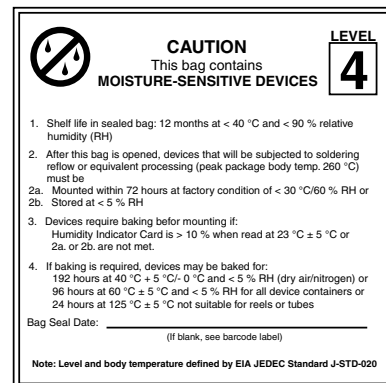 CAUTION
This bag contains
MOISTURE-SENSITIVE DEVICES
LEVEL
4
1. Shelf life in sealed bag: 12 months at < 40 °C and < 90 % relative
humidity (RH)
2. After this bag is opened, devices that will be subjected to soldering
reflow or equivalent processing (peak package body temp. 260 °C)
must be
2a. Mounted within 72 hours at factory condition of < 30 °C/60 % RH or
2b. Stored at < 5 % RH
3. Devices require baking befor mounting if:
Humidity Indicator Card is > 10 % when read at 23 °C ± 5 °C or
2a. or 2b. are not met.
4. If baking is required, devices may be baked for:
192 hours at 40 °C + 5 °C/- 0 °C and < 5 % RH (dry air/nitrogen) or
96 hours at 60 °C ± 5 °C and < 5 % RH for all device containers or
24 hours at 125 °C ± 5 °C not suitable for reels or tubes
Bag Seal Date:
(If blank, see barcode label)
Note: Level and body temperature defined by EIA JEDEC Standard J-STD-020